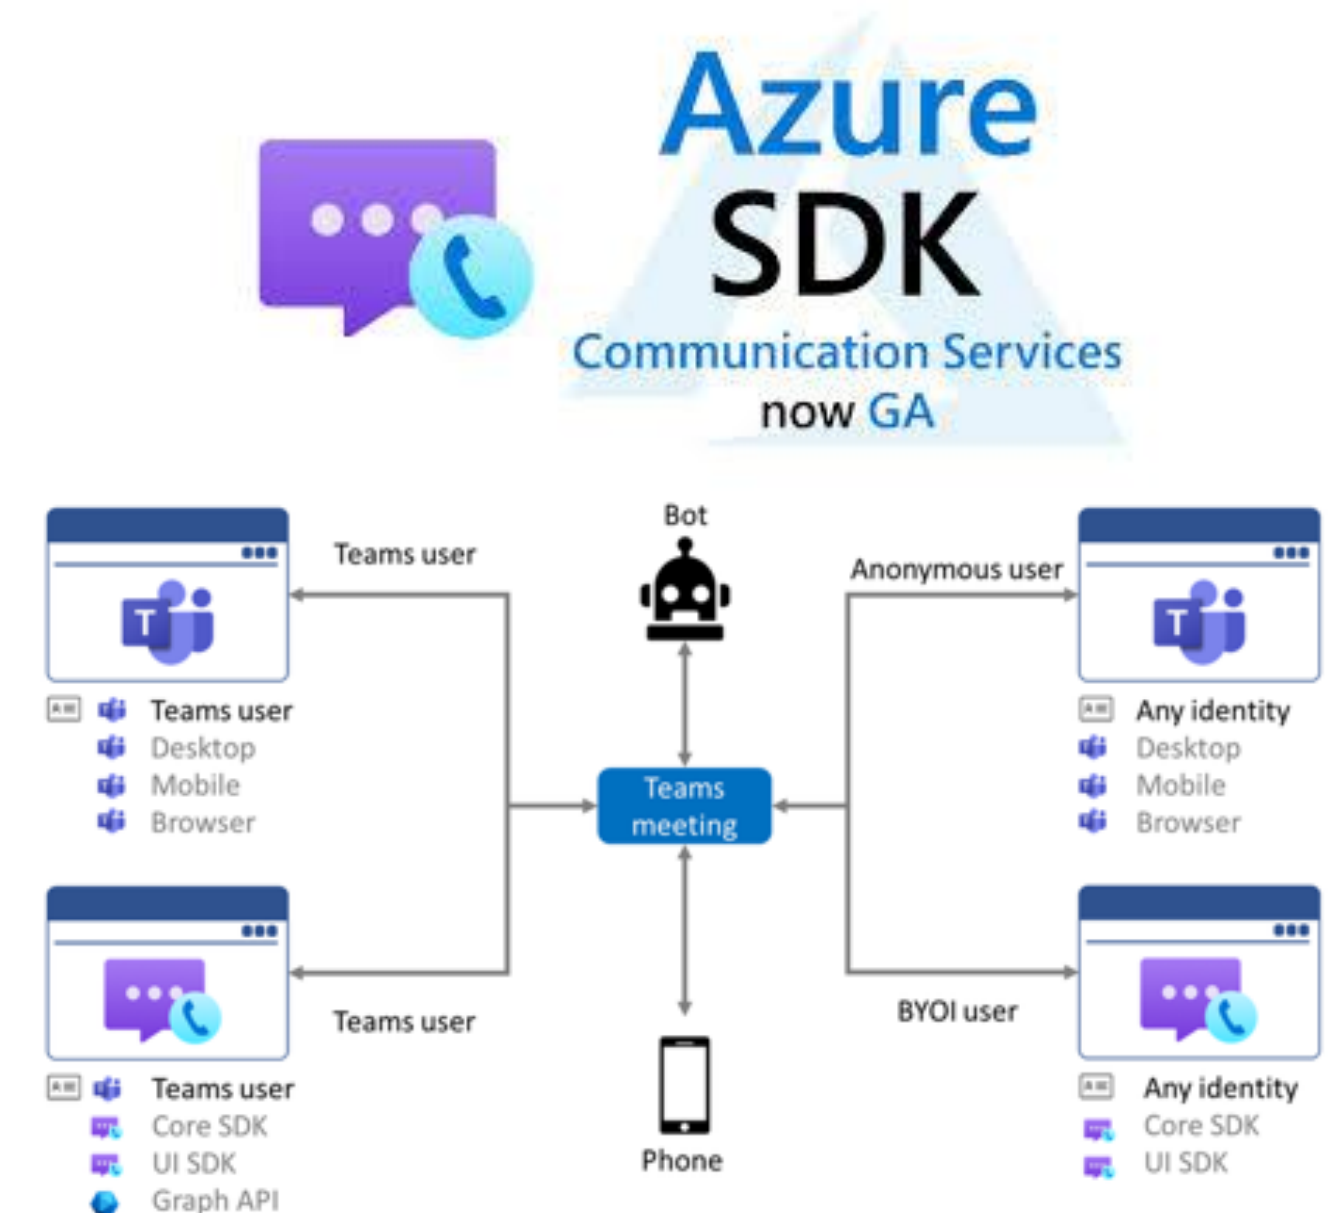 Azure
SDK
Communication Services
now GA
Bot
Teams user
Anonymous user
T
T
Teams user
Desktop
Mobile
Browser
Any identity
Desktop
Mobile
Browser
Teams
meeting
Teams user
BYOI user
Teams user
Core SDK
UI SDK
Graph API
Phone
Any identity
Core SDK
UI SDK